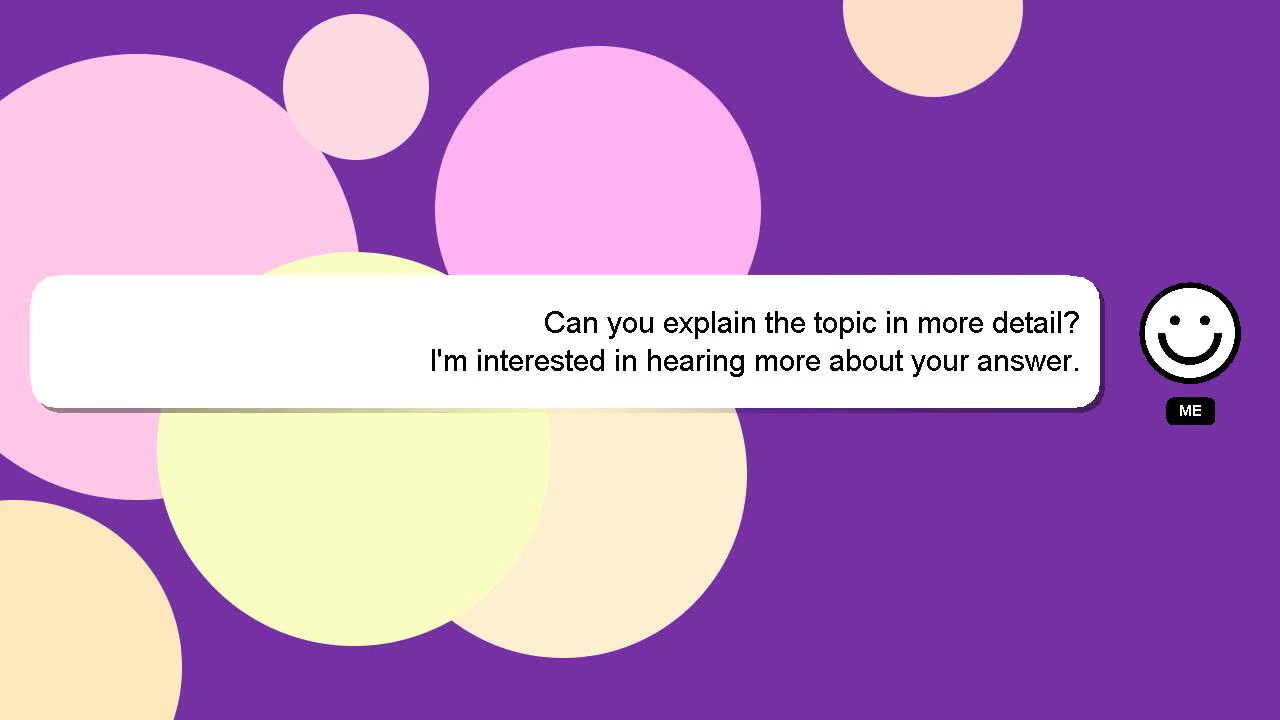 Can you explain the topic in more detail?
I'm interested in hearing more about your answer.
ME